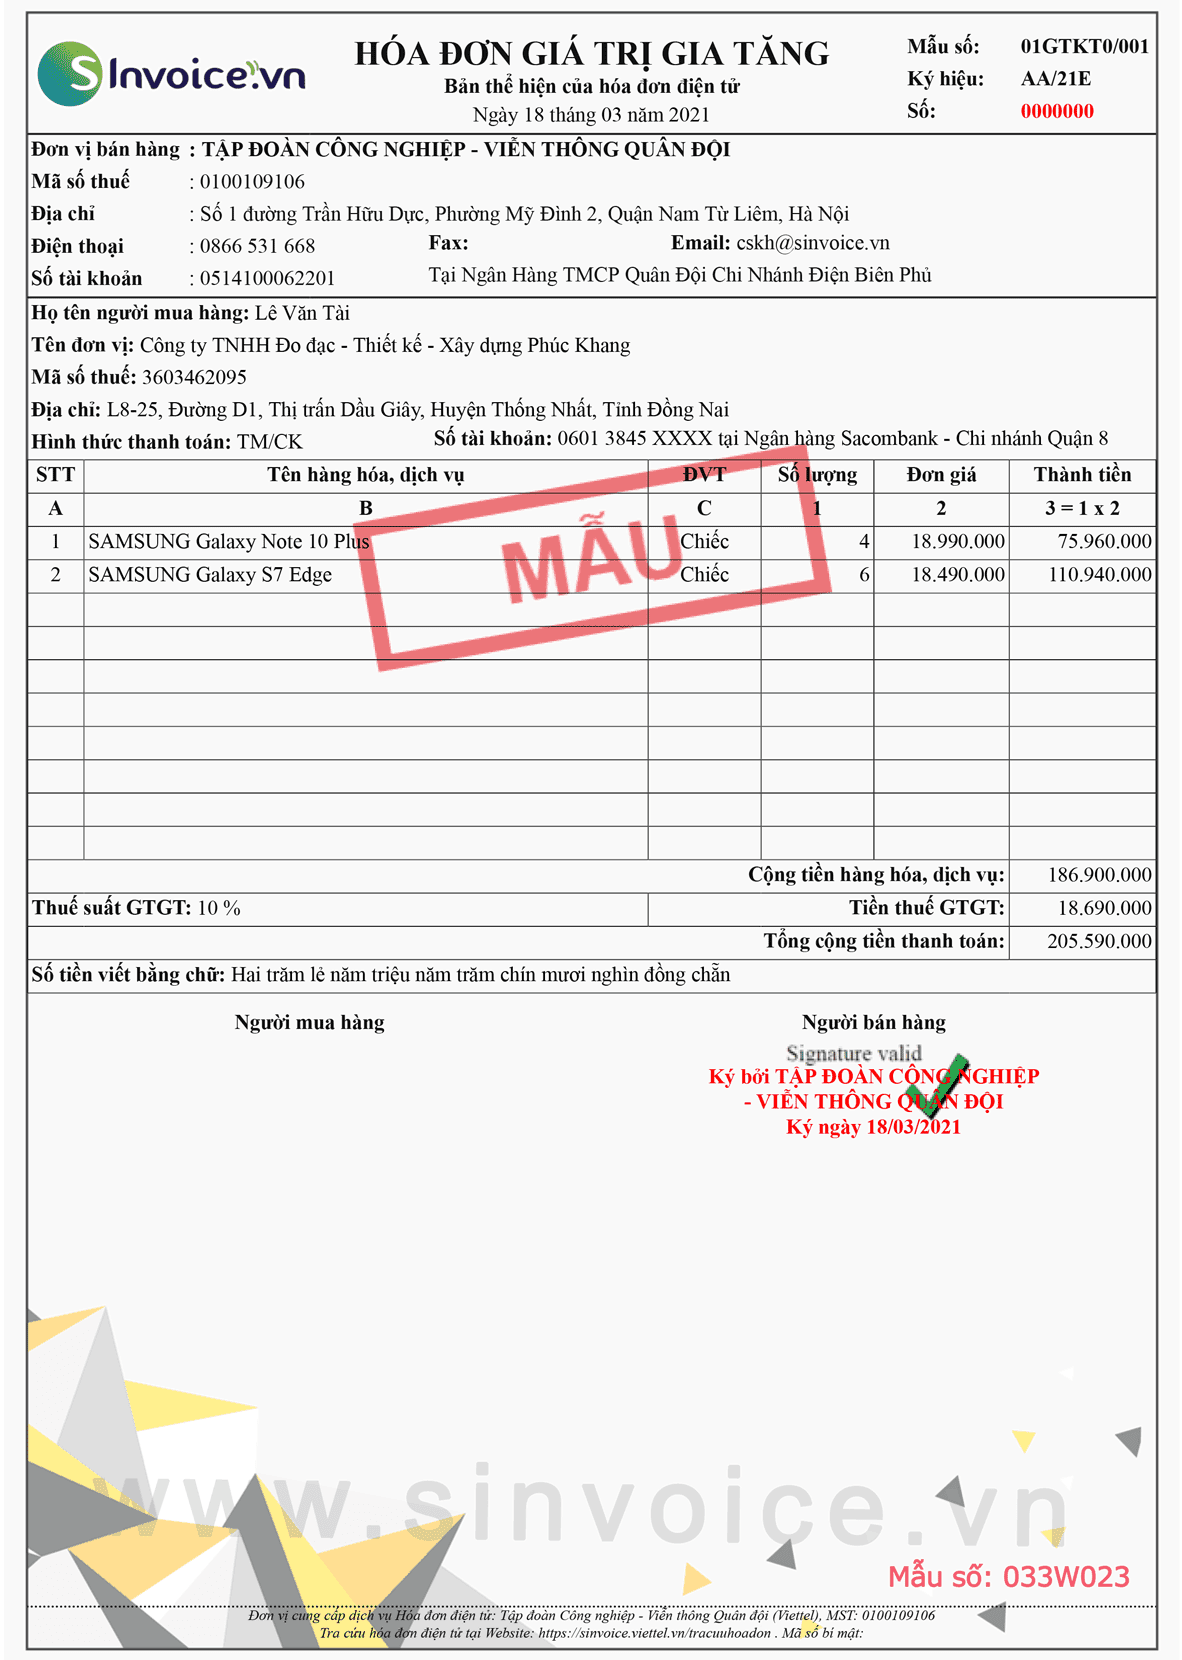 SInvoice.vn
HÓA ĐƠN GIÁ TRỊ GIA TĂNG
Bản thể hiện của hóa đơn điện tử
Ngày 18 tháng 03 năm 2021
Mẫu số: 01GTKT0/001
Ký hiệu: AA/21E
Số: 0000000
Đơn vị bán hàng : TẬP ĐOÀN CÔNG NGHIỆP - VIỄN THÔNG QUÂN ĐỘI
Mã số thuế : 0100109106
Địa chỉ : Số 1 đường Trần Hữu Dực, Phường Mỹ Đình 2, Quận Nam Từ Liêm, Hà Nội
Điện thoại : 0866 531 668 Fax: Email: cskh@sinvoice.vn
Số tài khoản : 0514100062201 Tại Ngân Hàng TMCP Quân Đội Chi Nhánh Điện Biên Phủ
Họ tên người mua hàng: Lê Văn Tài
Tên đơn vị: Công ty TNHH Đo đạc - Thiết kế - Xây dựng Phúc Khang
Mã số thuế: 3603462095
Địa chỉ: L8-25, Đường D1, Thị trấn Dầu Giây, Huyện Thống Nhất, Tỉnh Đồng Nai
Hình thức thanh toán: TM/CK Số tài khoản: 0601 3845 XXXX tại Ngân hàng Sacombank - Chi nhánh Quận 8
STT Tên hàng hóa, dịch vụ ĐVT Số lượng Đơn giá Thành tiền
A B C 1 2 3 = 1 x 2
1 SAMSUNG Galaxy Note 10 Plus Chiếc 4 18.990.000 75.960.000
2 SAMSUNG Galaxy S7 Edge Chiếc 6 18.490.000 110.940.000
MẪU
Cộng tiền hàng hóa, dịch vụ: 186.900.000
Thuế suất GTGT: 10 % Tiền thuế GTGT: 18.690.000
Tổng cộng tiền thanh toán: 205.590.000
Số tiền viết bằng chữ: Hai trăm lẻ năm triệu năm trăm chín mươi nghìn đồng chẵn
Người mua hàng Người bán hàng
Signature valid
Ký bởi TẬP ĐOÀN CÔNG NGHIỆP
- VIỄN THÔNG QUÂN ĐỘI
Ký ngày 18/03/2021
www.sinvoice.vn
Mẫu số: 033W023
Đơn vị cung cấp dịch vụ Hóa đơn điện tử: Tập đoàn Công nghiệp - Viễn thông Quân đội (Viettel), MST: 0100109106
Tra cứu hóa đơn điện tử tại Website: https://sinvoice.viettel.vn/tracuuhoadon . Mã số bí mật: